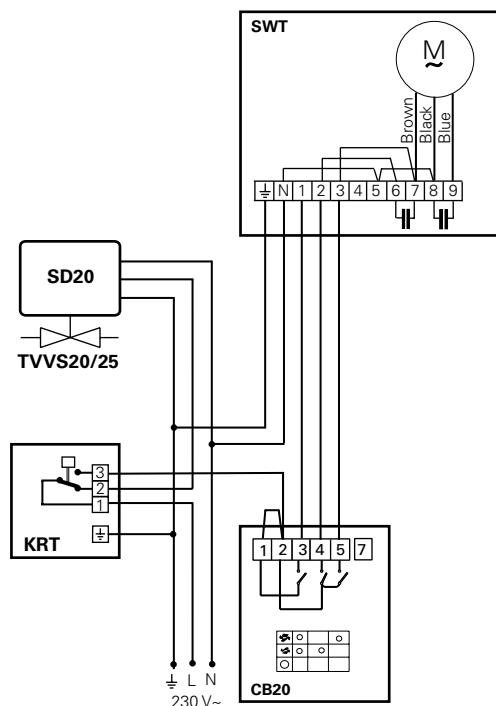 SWT
M
~
Brown
Black
Blue
N 1 2 3 4 5 6 7 8 9
SD20
TVVS20/25
3
2
1
KRT
1 2 3 4 5 7
L N
230 V~
CB20